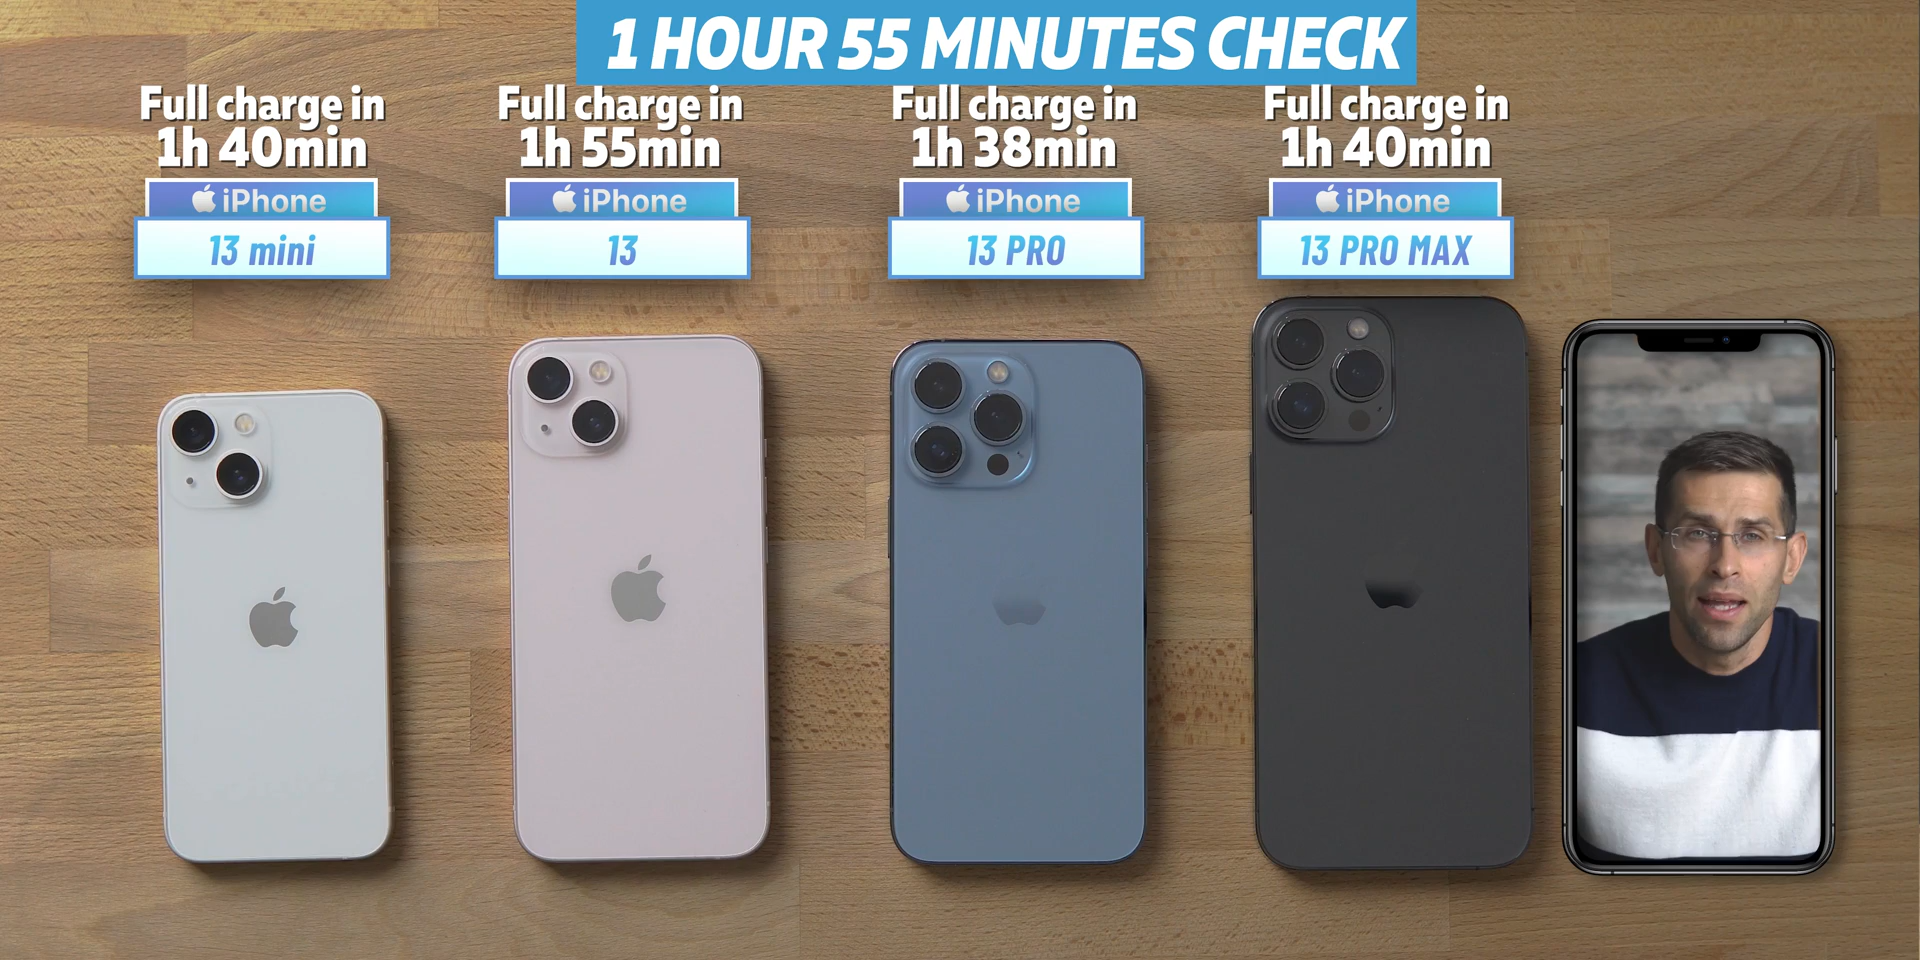 1 HOUR 55 MINUTES CHECK
Full charge in
1h 40min
iPhone
13 mini
Full charge in
1h 55min
iPhone
13
Full charge in
1h 38min
iPhone
13 PRO
Full charge in
1h 40min
iPhone
13 PRO MAX